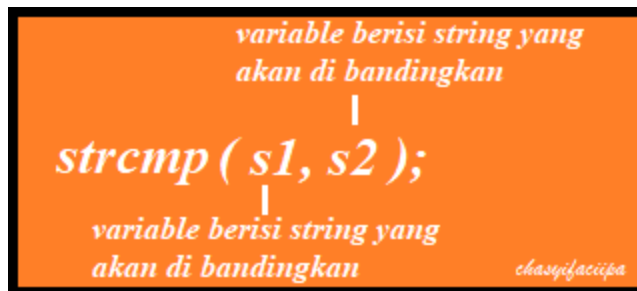 variable berisi string yang
akan di bandingkan
strcmp ( s1, s2 );
variable berisi string yang
akan di bandingkan
chasyifaciipa